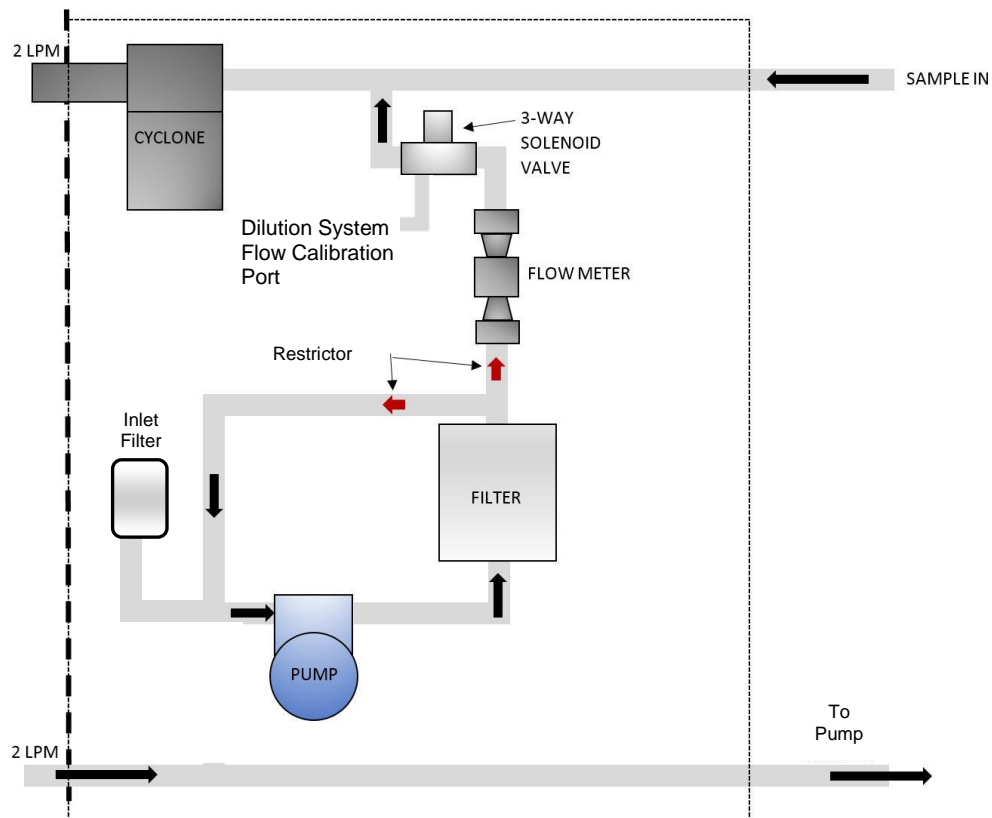 2 LPM
SAMPLE IN
3-WAY
SOLENOID
VALVE
CYCLONE
Dilution System
Flow Calibration
Port
FLOW METER
Restrictor
Inlet
Filter
FILTER
PUMP
To
Pump
2 LPM